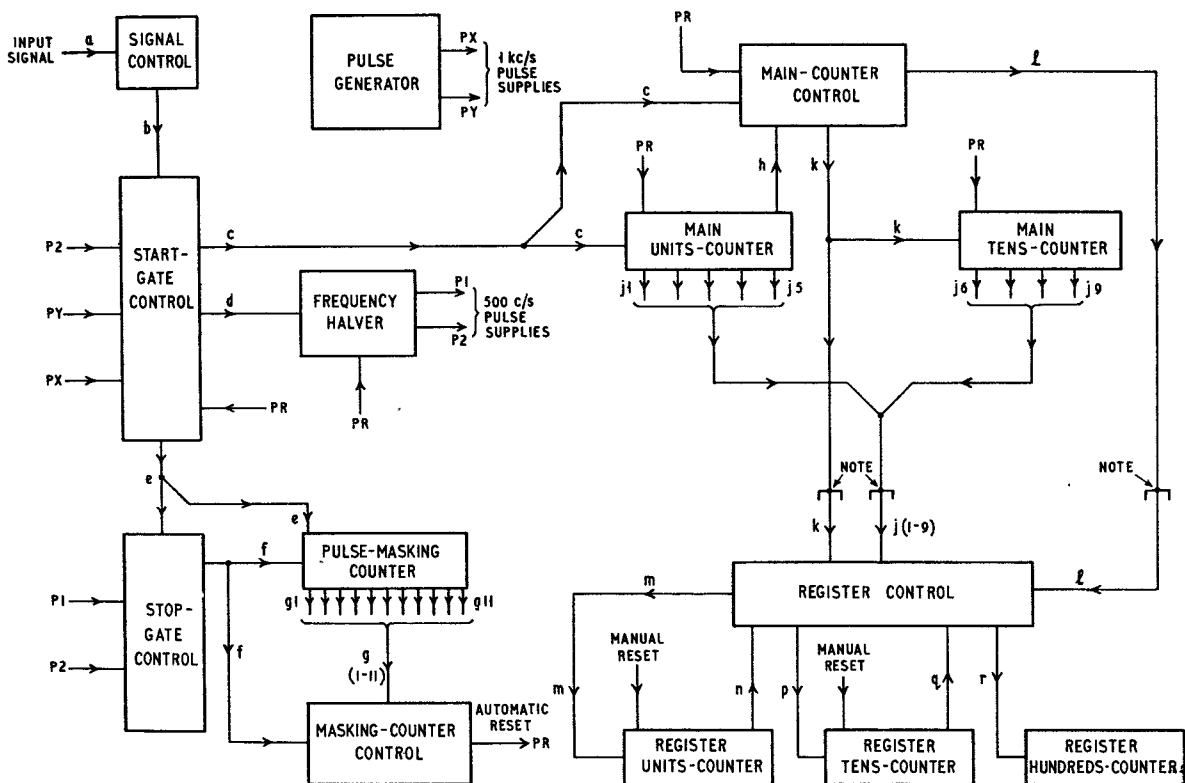 INPUT
SIGNAL
a
SIGNAL
CONTROL
b
PULSE
GENERATOR
PX
PY
1 kc/s
PULSE
SUPPLIES
PR
MAIN-COUNTER
CONTROL
l
c
h
k
PR
PR
P2
PY
PX
START-
GATE
CONTROL
c
c
MAIN
UNITS-COUNTER
k
MAIN
TENS-COUNTER
j1
j5
j6
j9
d
FREQUENCY
HALVER
P1
P2
500 c/s
PULSE
SUPPLIES
PR
PR
e
e
NOTE
NOTE
k
j (1-9)
l
P1
P2
STOP-
GATE
CONTROL
f
f
PULSE-MASKING
COUNTER
g1
g11
g
(1-11)
MASKING-COUNTER
CONTROL
AUTOMATIC
RESET
PR
REGISTER CONTROL
m
m
MANUAL
RESET
n
p
MANUAL
RESET
q
r
REGISTER
UNITS-COUNTER
REGISTER
TENS-COUNTER
REGISTER
HUNDREDS-COUNTER